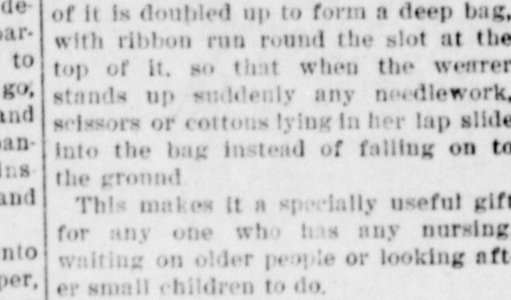 de-
par-
to
go,
and
pan-
ins
and
nto
per,
of it is doubled up to form a deep bag,
with ribbon run round the slot at the
top of it, so that when the wearer
stands up suddenly any needlework,
scissors or cottons lying in her lap slide
into the bag instead of falling on to
the ground
This makes it a specially useful gift
for any one who has any nursing
waiting on older people or looking aft-
er small children to do.